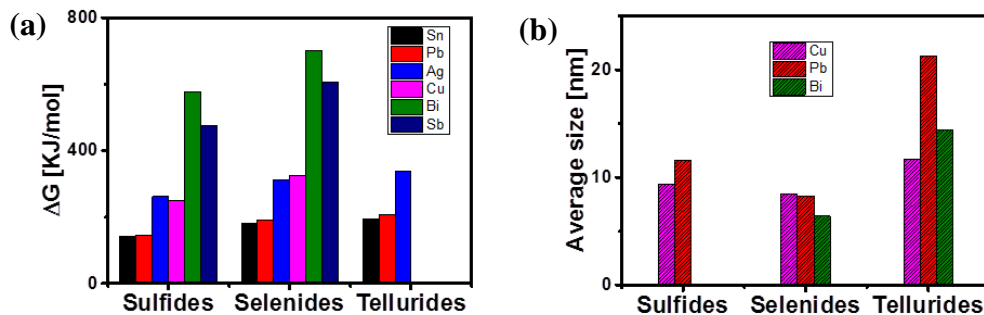 (a)
ΔG [KJ/mol]
800
400
0
Sn
Pb
Ag
Cu
Bi
Sb
Sulfides Selenides Tellurides
(b)
Average size [nm]
20
10
0
Cu
Pb
Bi
Sulfides Selenides Tellurides